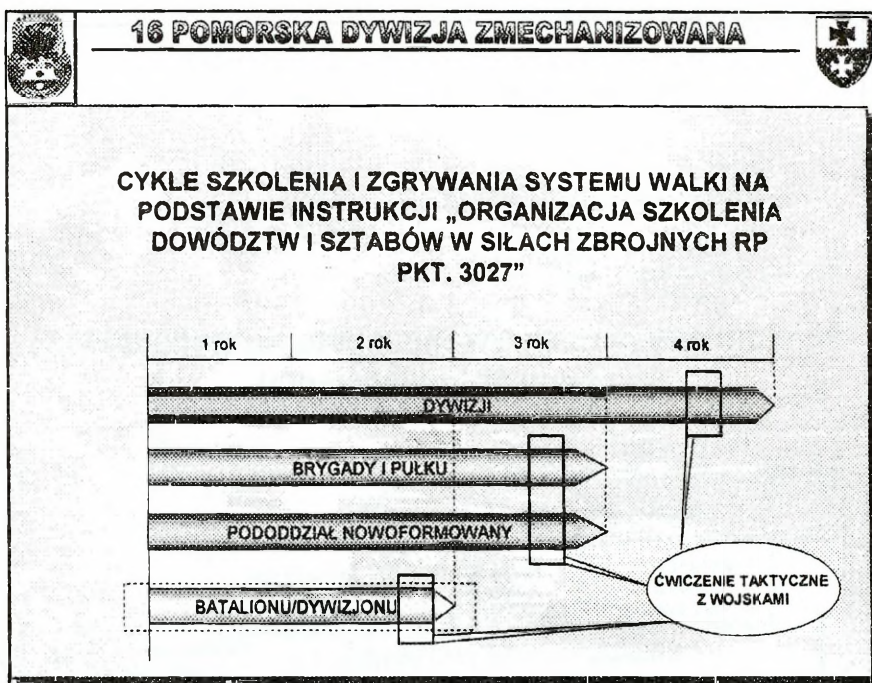 16 POMORSKA DYWIZJA ZMECHANIZOWANA
CYKLE SZKOLENIA I ZGRYWANIA SYSTEMU WALKI NA
PODSTAWIE INSTRUKCJI „ORGANIZACJA SZKOLENIA
DOWÓDZTW I SZTABÓW W SIŁACH ZBROJNYCH RP
PKT. 3027”
1 rok
2 rok
3 rok
4 rok
DYWIZJI
BRYGADY I PUŁKU
PODODDZIAŁ NOWOFORMOWANY
BATALIONU/DYWIZJONU
ĆWICZENIE TAKTYCZNE
Z WOJSKAMI